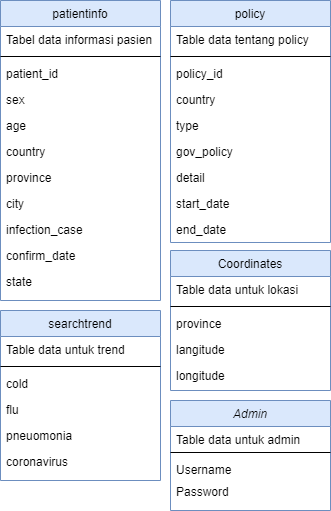 patientinfo
Tabel data informasi pasien
patient_id
sex
age
country
province
city
infection_case
confirm_date
state
policy
Table data tentang policy
policy_id
country
type
gov_policy
detail
start_date
end_date
Coordinates
Table data untuk lokasi
province
langitude
longitude
searchtrend
Table data untuk trend
cold
flu
pneuomonia
coronavirus
Admin
Table data untuk admin
Username
Password